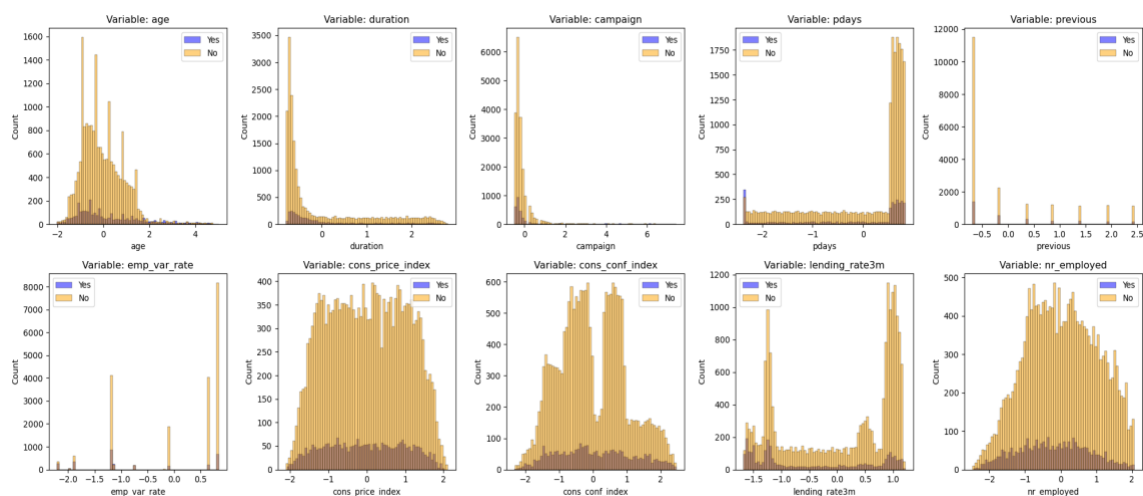 Variable: age
Yes
No
Count
1600
1400
1200
1000
800
600
400
200
0
−2 0 2 4
age
Variable: duration
Yes
No
Count
3500
3000
2500
2000
1500
1000
500
0
0 1 2
duration
Variable: campaign
Yes
No
Count
6000
5000
4000
3000
2000
1000
0
0 2 4 6
campaign
Variable: pdays
Yes
No
Count
1750
1500
1250
1000
750
500
250
0
−2 −1 0
pdays
Variable: previous
Yes
No
Count
12000
10000
8000
6000
4000
2000
0
−0.5 0.0 0.5 1.0 1.5 2.0 2.5
previous
Variable: emp_var_rate
Yes
No
Count
8000
7000
6000
5000
4000
3000
2000
1000
0
−2.0 −1.5 −1.0 −0.5 0.0 0.5
emp_var_rate
Variable: cons_price_index
Yes
No
Count
400
350
300
250
200
150
100
50
0
−2 −1 0 1 2
cons_price_index
Variable: cons_conf_index
Yes
No
Count
600
500
400
300
200
100
0
−2 −1 0 1 2
cons_conf_index
Variable: lending_rate3m
Yes
No
Count
1200
1000
800
600
400
200
0
−1.5 −1.0 −0.5 0.0 0.5 1.0
lending_rate3m
Variable: nr_employed
Yes
No
Count
500
400
300
200
100
0
−2 −1 0 1 2
nr_employed